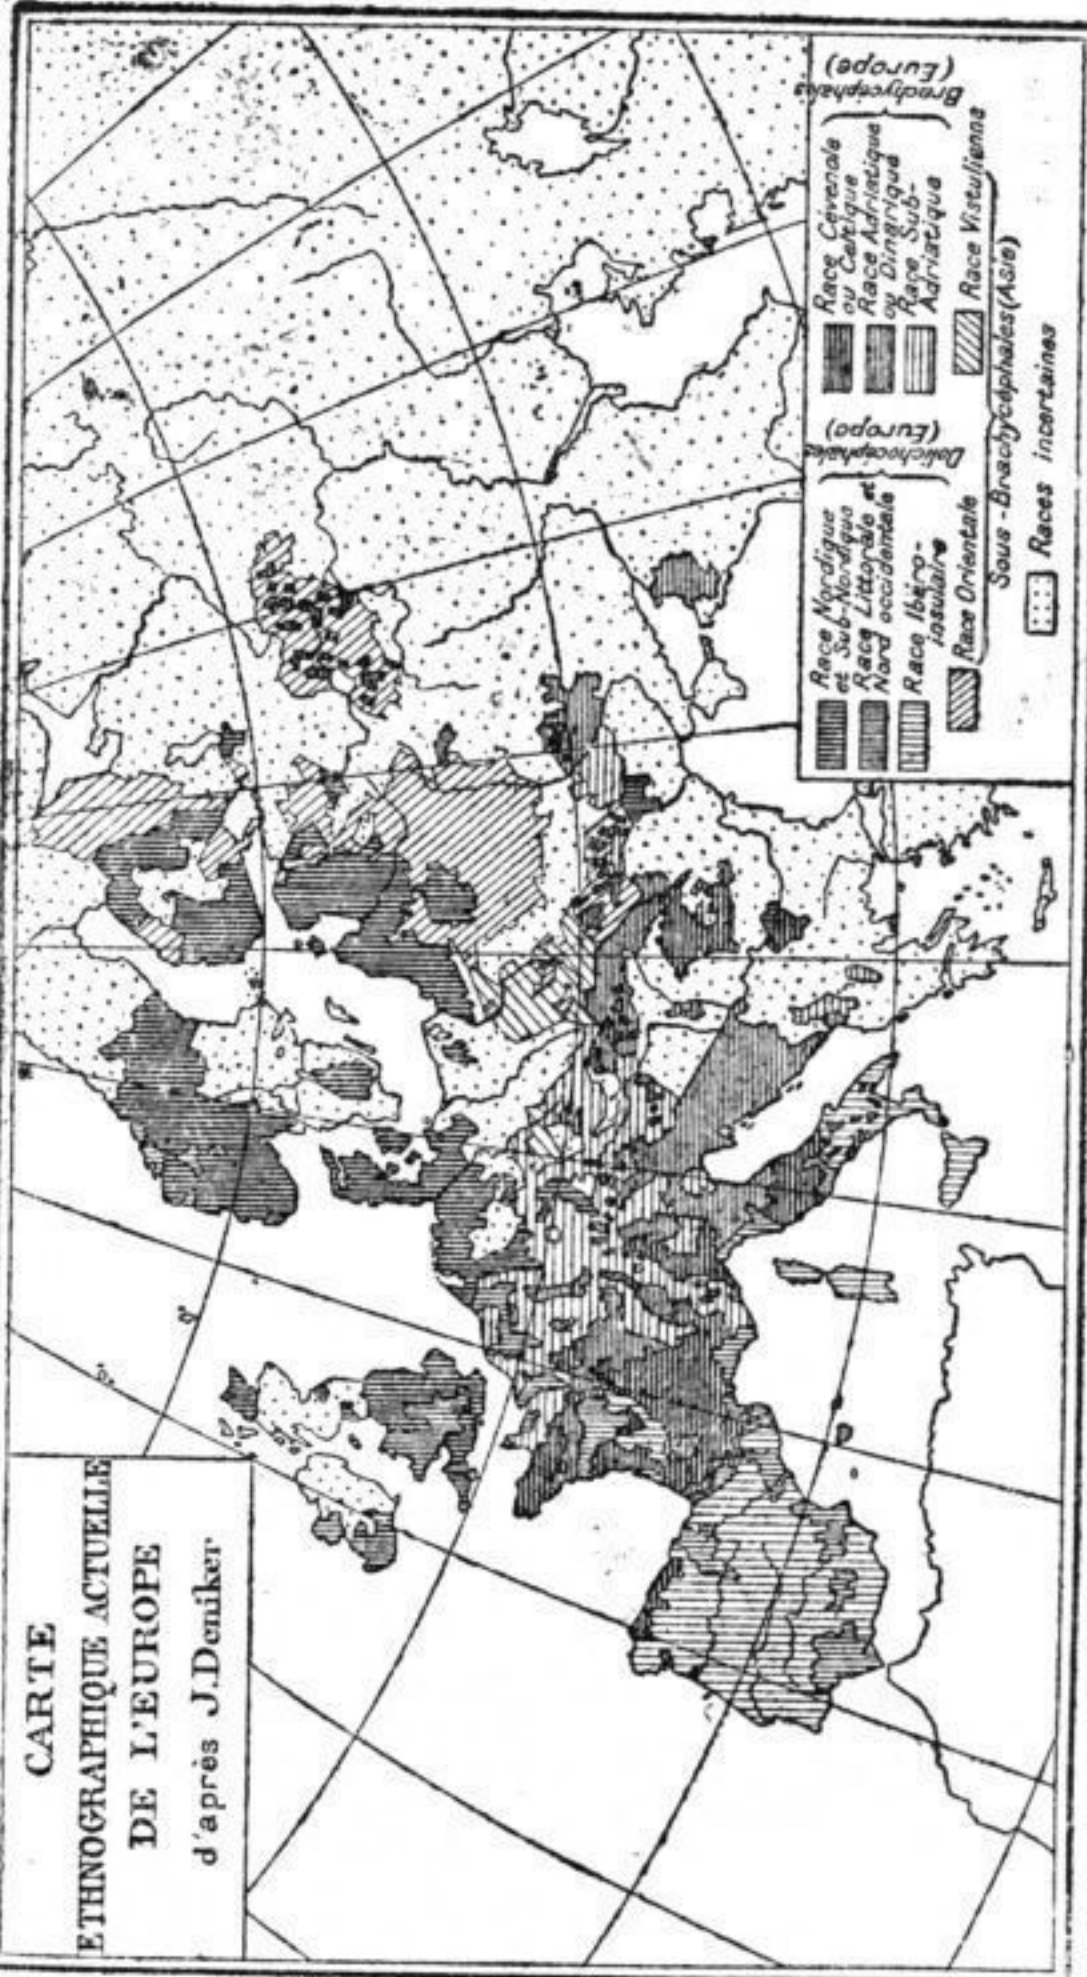 CARTE
ETHNOGRAPHIQUE ACTUELLE
DE L'EUROPE
d'après J. Deniker
Race Nordique
et Sub-Nordique
Race Littorale et
Nord occidentale
Race Ibéro-
insulaire
Dolichocéphales
(Europe)
Race Cévenole
ou Celtique
Race Adriatique
ou Dinarique
Race Sub-
Adriatique
Brachycéphales
(Europe)
Race Orientale
Race Vistulienne
Sous-Brachycéphales (Asie)
Races incertaines